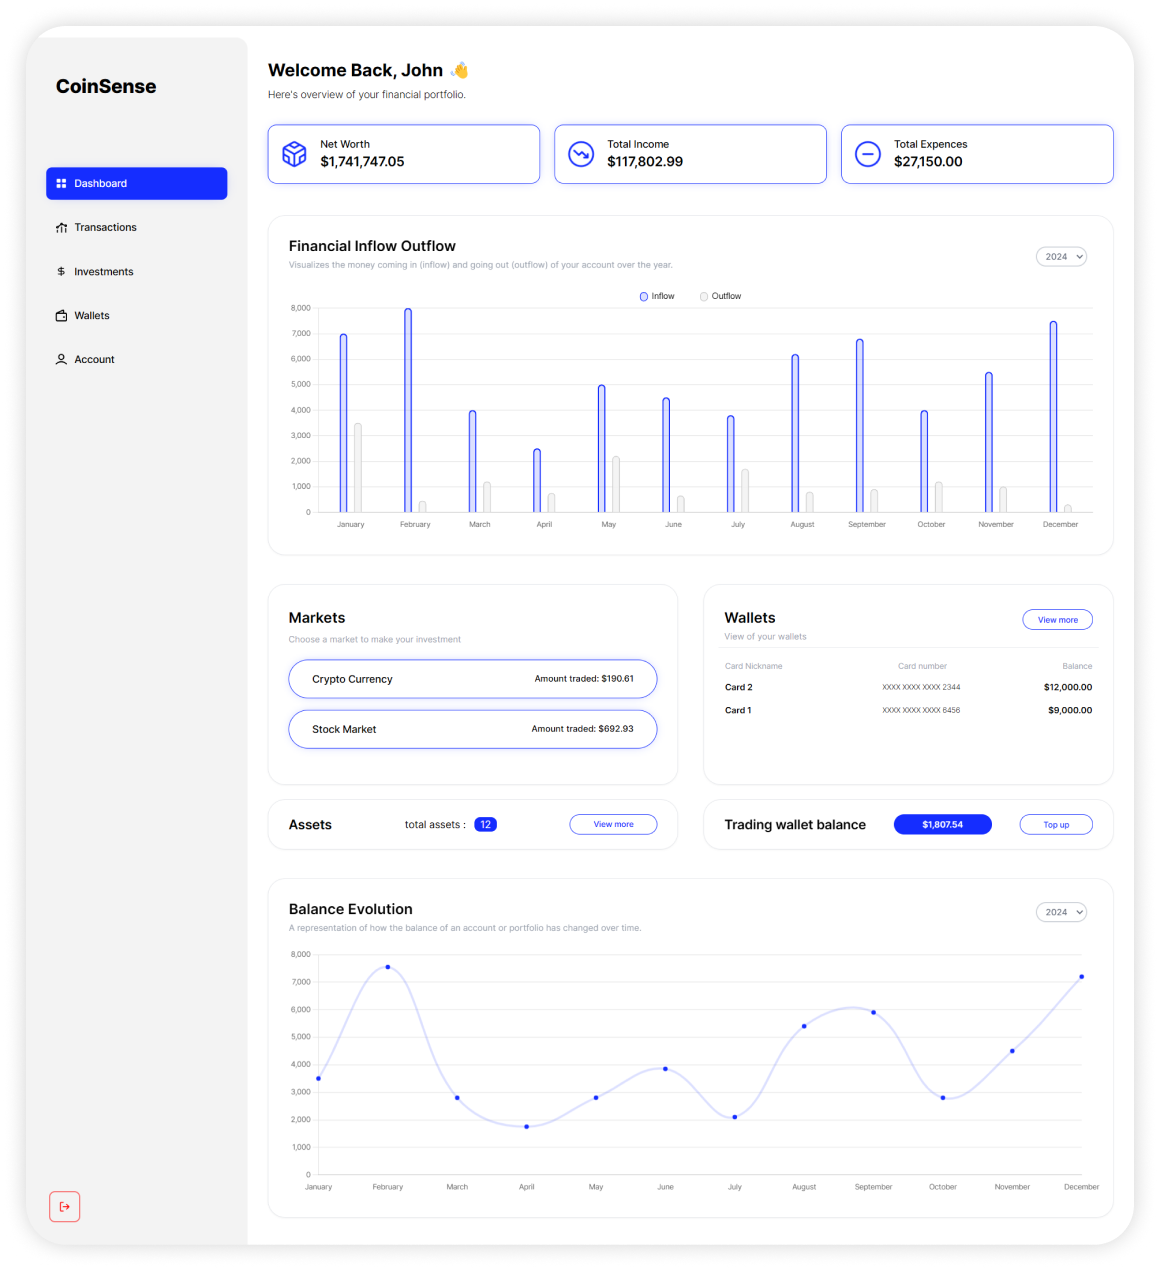 CoinSense
Dashboard
Transactions
Investments
Wallets
Account
Welcome Back, John 👋
Here's overview of your financial portfolio.
Net Worth
$1,741,747.05
Total Income
$117,802.99
Total Expences
$27,150.00
Financial Inflow Outflow
Visualizes the money coming in (inflow) and going out (outflow) of your account over the year.
2024
Inflow Outflow
8,000
7,000
6,000
5,000
4,000
3,000
2,000
1,000
0
January February March April May June July August September October November December
Markets
Choose a market to make your investment
Crypto Currency Amount traded: $190.61
Stock Market Amount traded: $692.93
Wallets
View more
View of your wallets
Card Nickname Card number Balance
Card 2 XXXX XXXX XXXX 2344 $12,000.00
Card 1 XXXX XXXX XXXX 6456 $9,000.00
Assets total assets : 12 View more
Trading wallet balance $1,807.54 Top up
Balance Evolution
A representation of how the balance of an account or portfolio has changed over time.
2024
8,000
7,000
6,000
5,000
4,000
3,000
2,000
1,000
0
January February March April May June July August September October November December